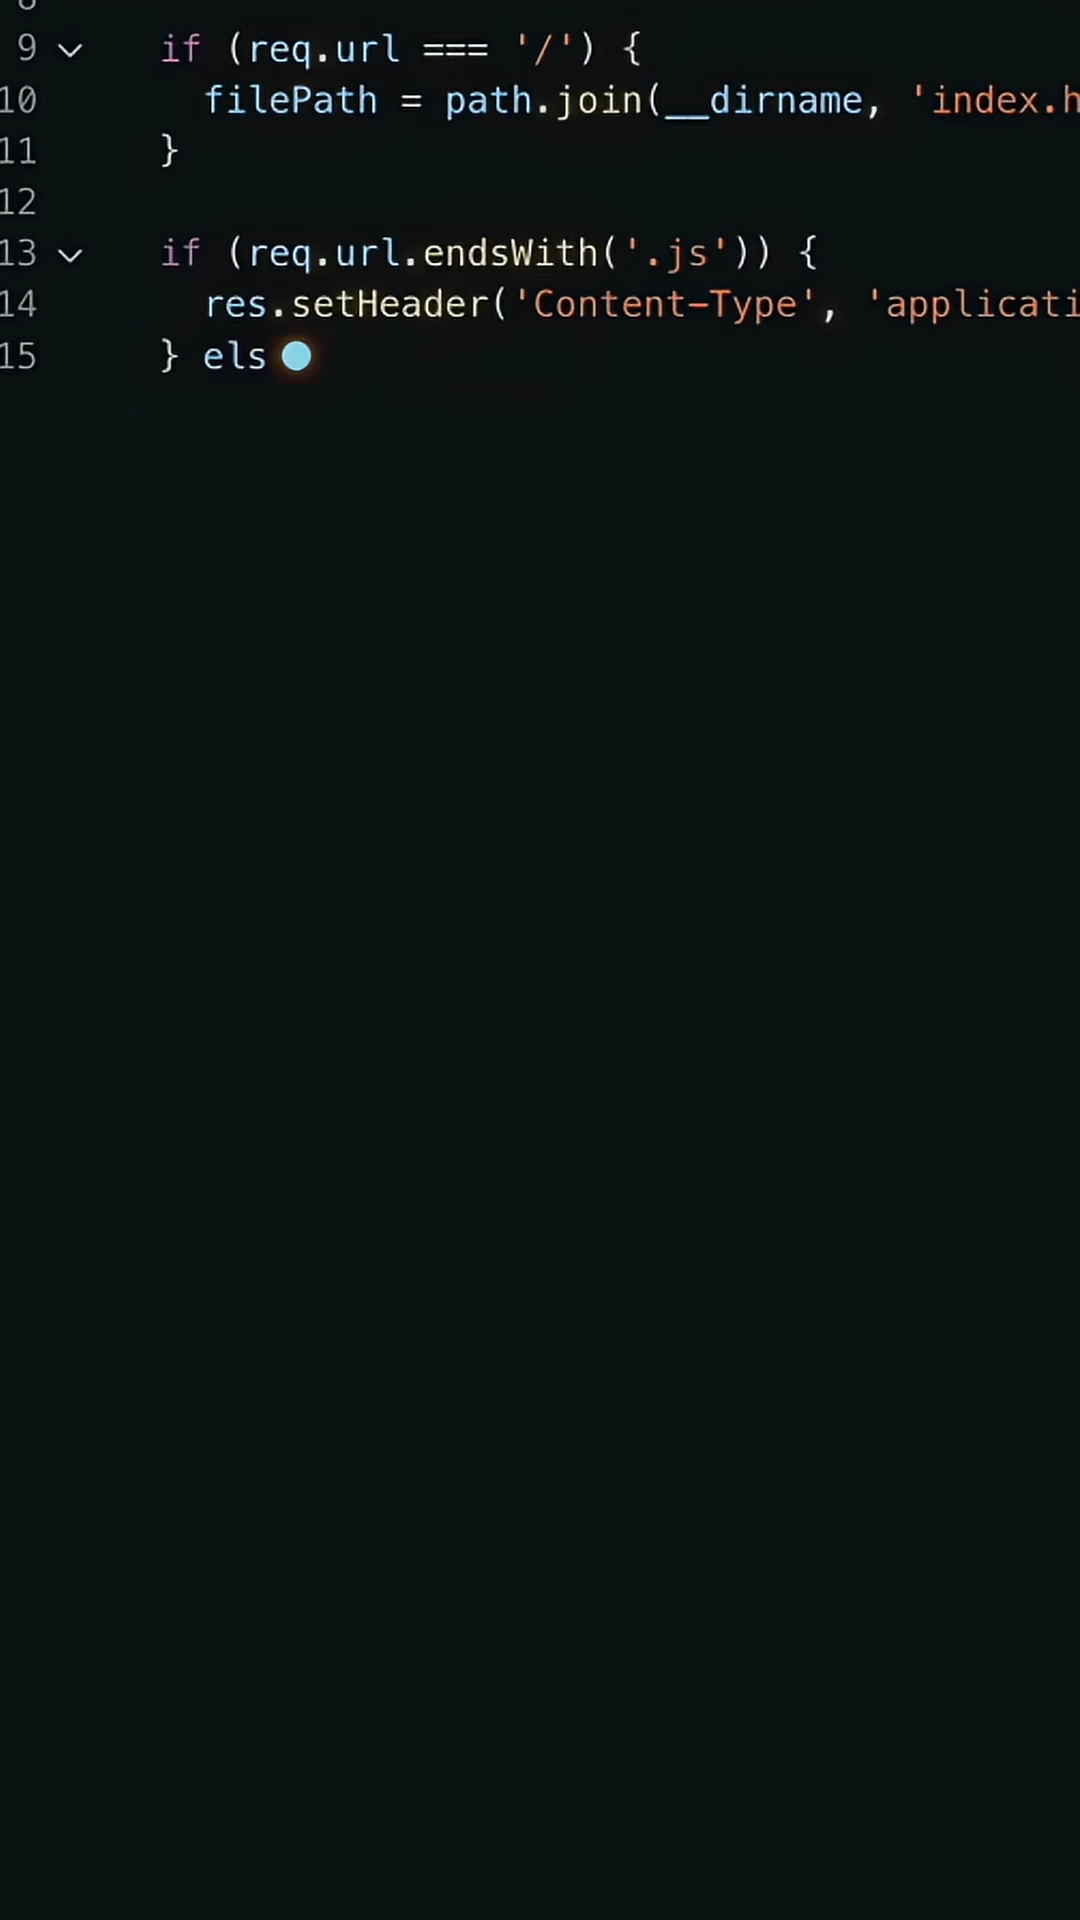 9 if (req.url === '/') {
10 filePath = path.join(__dirname, 'index.h
11 }
12
13 if (req.url.endsWith('.js')) {
14 res.setHeader('Content-Type', 'applicati
15 } els